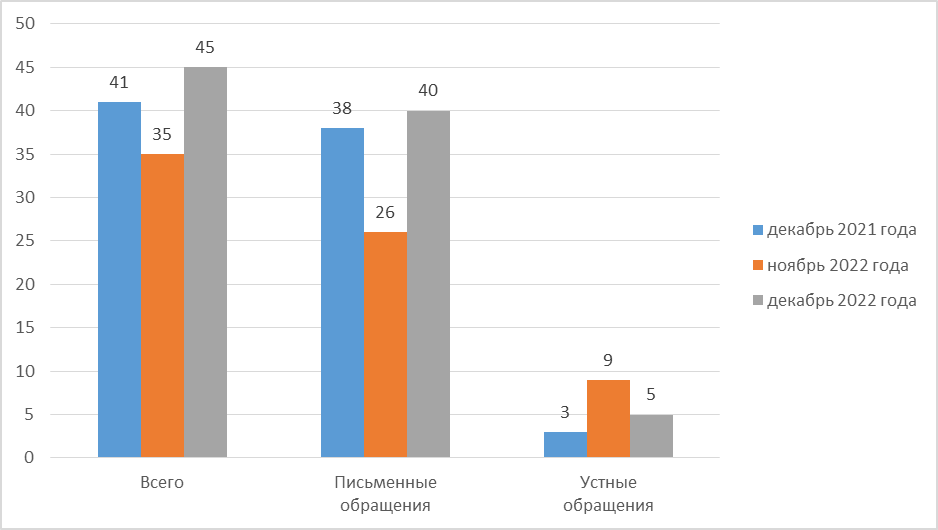 50
45
40
35
30
25
20
15
10
5
0
41
35
45
38
26
40
3
9
5
Всего
Письменные
обращения
Устные
обращения
декабрь 2021 года
ноябрь 2022 года
декабрь 2022 года